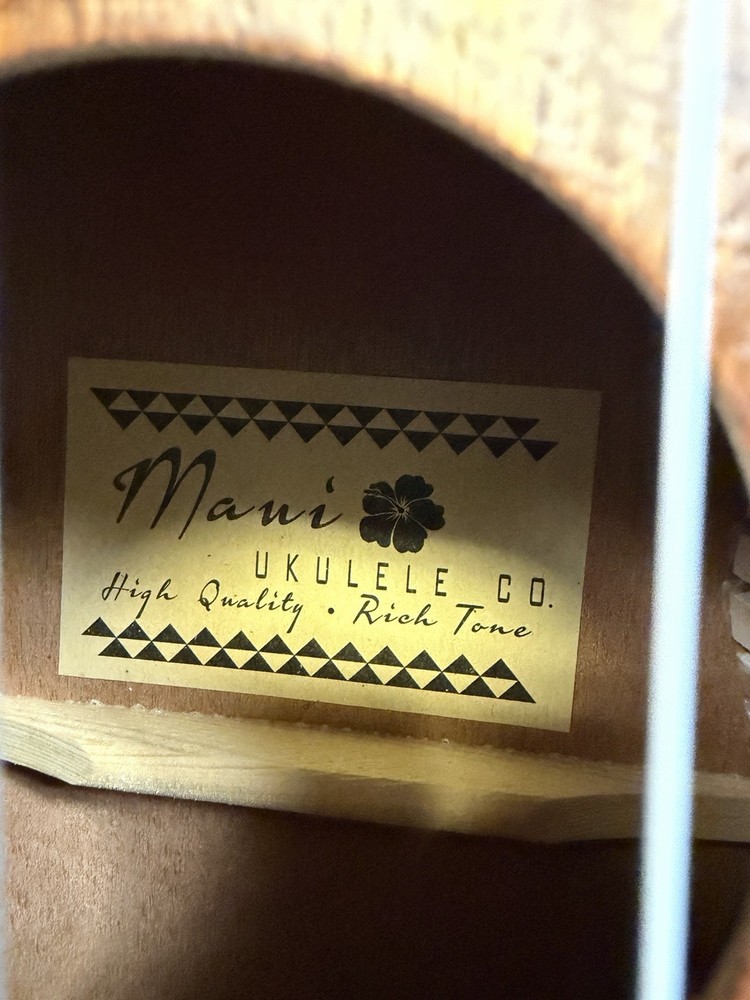 Maui
UKULELE CO.
High Quality · Rich Tone